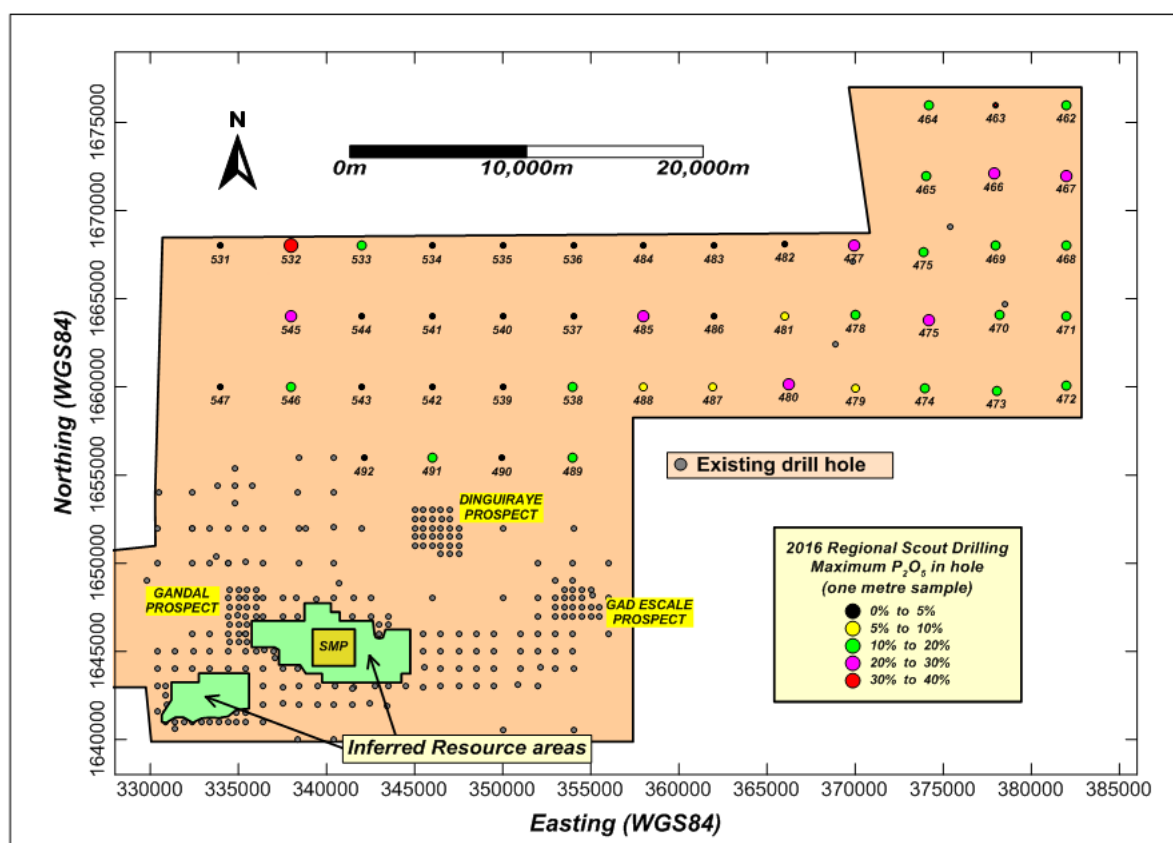 N
0m
10,000m
20,000m
464
463
462
465
466
467
531
532
533
534
535
536
484
483
482
477
475
469
468
545
544
541
540
537
485
486
481
478
475
470
471
547
546
543
542
539
538
488
487
480
479
474
473
472
492
491
490
489
Existing drill hole
DINGUIRAYE
PROSPECT
GANDAL
PROSPECT
GAD ESCALE
PROSPECT
SMP
Inferred Resource areas
2016 Regional Scout Drilling
Maximum P₂O₅ in hole
(one metre sample)
0% to 5%
5% to 10%
10% to 20%
20% to 30%
30% to 40%
Northing (WGS84)
1675000
1670000
1665000
1660000
1655000
1650000
1645000
1640000
330000
335000
340000
345000
350000
355000
360000
365000
370000
375000
380000
385000
Easting (WGS84)